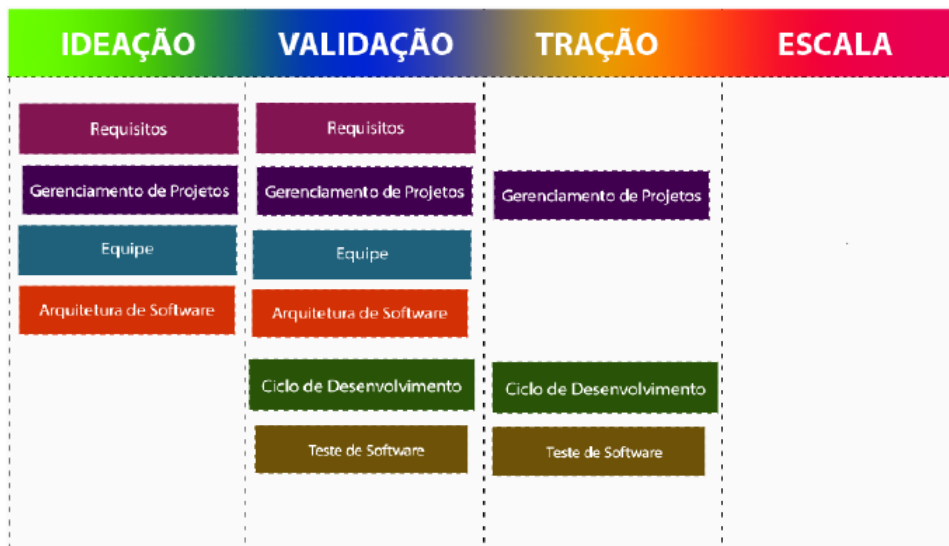 IDEAÇÃO VALIDAÇÃO TRAÇÃO ESCALA
Requisitos Requisitos
Gerenciamento de Projetos Gerenciamento de Projetos Gerenciamento de Projetos
Equipe Equipe
Arquitetura de Software Arquitetura de Software
Ciclo de Desenvolvimento Ciclo de Desenvolvimento
Teste de Software Teste de Software